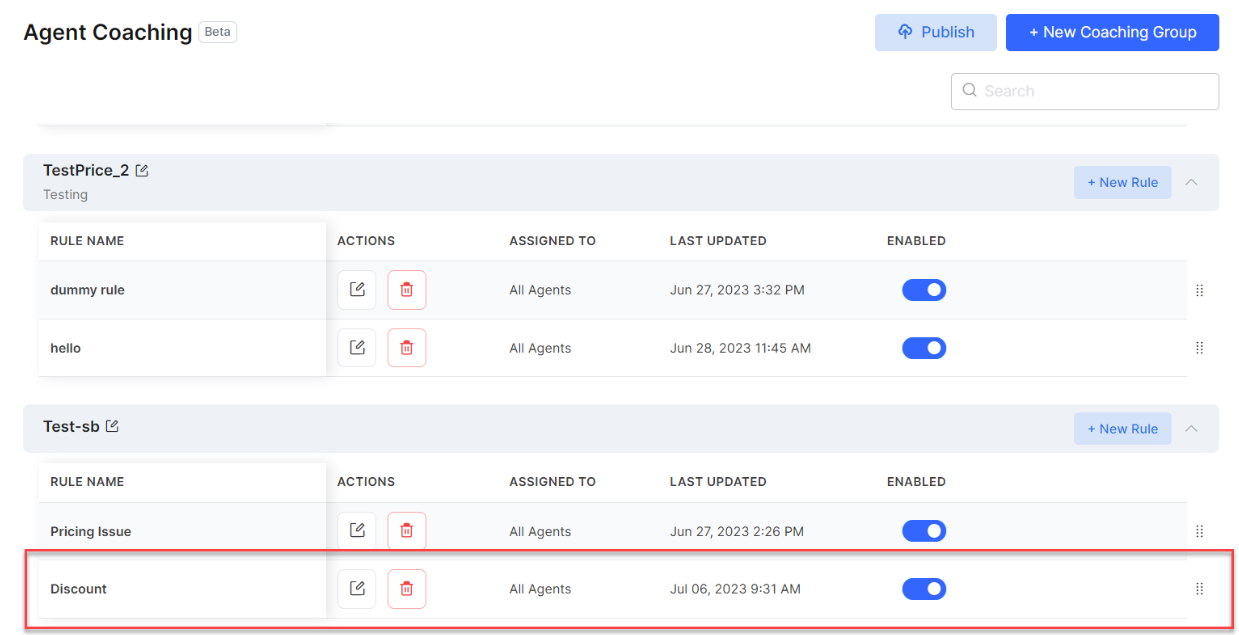 Agent Coaching Beta
Publish
+ New Coaching Group
Search
TestPrice_2
Testing
+ New Rule
RULE NAME ACTIONS ASSIGNED TO LAST UPDATED ENABLED
dummy rule All Agents Jun 27, 2023 3:32 PM
hello All Agents Jun 28, 2023 11:45 AM
Test-sb
+ New Rule
RULE NAME ACTIONS ASSIGNED TO LAST UPDATED ENABLED
Pricing Issue All Agents Jun 27, 2023 2:26 PM
Discount All Agents Jul 06, 2023 9:31 AM